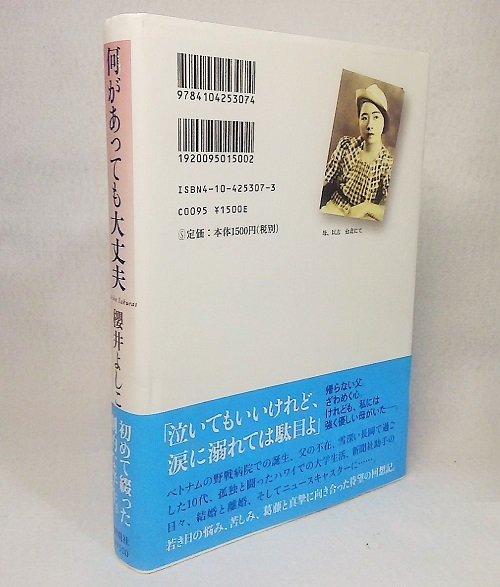 何があっても大丈夫
櫻井よしこ
初めて綴った
9784104253074
1920095015002
ISBN4-10-425307-3
C0095 ¥1500E
Ⓢ定価：本体1500円(税別)
母、以志
「泣いてもいいけれど、
涙に溺れては駄目よ」
帰らない父。
ざわめく心。
けれども、私には
強く優しい母がいた──。
ベトナムの野戦病院での誕生、父の不在、雪深い長岡で過ご
した10代、孤独と闘ったハワイでの大学生活、新聞社助手の
日々、結婚と離婚、そしてニュースキャスターに……。
若き日の悩み、苦しみ、葛藤と真摯に向き合った待望の回想記。